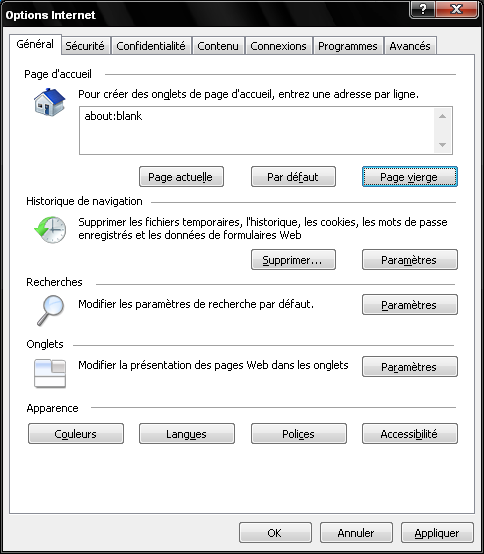 Options Internet
Général Sécurité Confidentialité Contenu Connexions Programmes Avancés
Page d'accueil
Pour créer des onglets de page d'accueil, entrez une adresse par ligne.
about:blank
Page actuelle Par défaut Page vierge
Historique de navigation
Supprimer les fichiers temporaires, l'historique, les cookies, les mots de passe
enregistrés et les données de formulaires Web
Supprimer... Paramètres
Recherches
Modifier les paramètres de recherche par défaut.
Paramètres
Onglets
Modifier la présentation des pages Web dans les onglets
Paramètres
Apparence
Couleurs Langues Polices Accessibilité
OK Annuler Appliquer